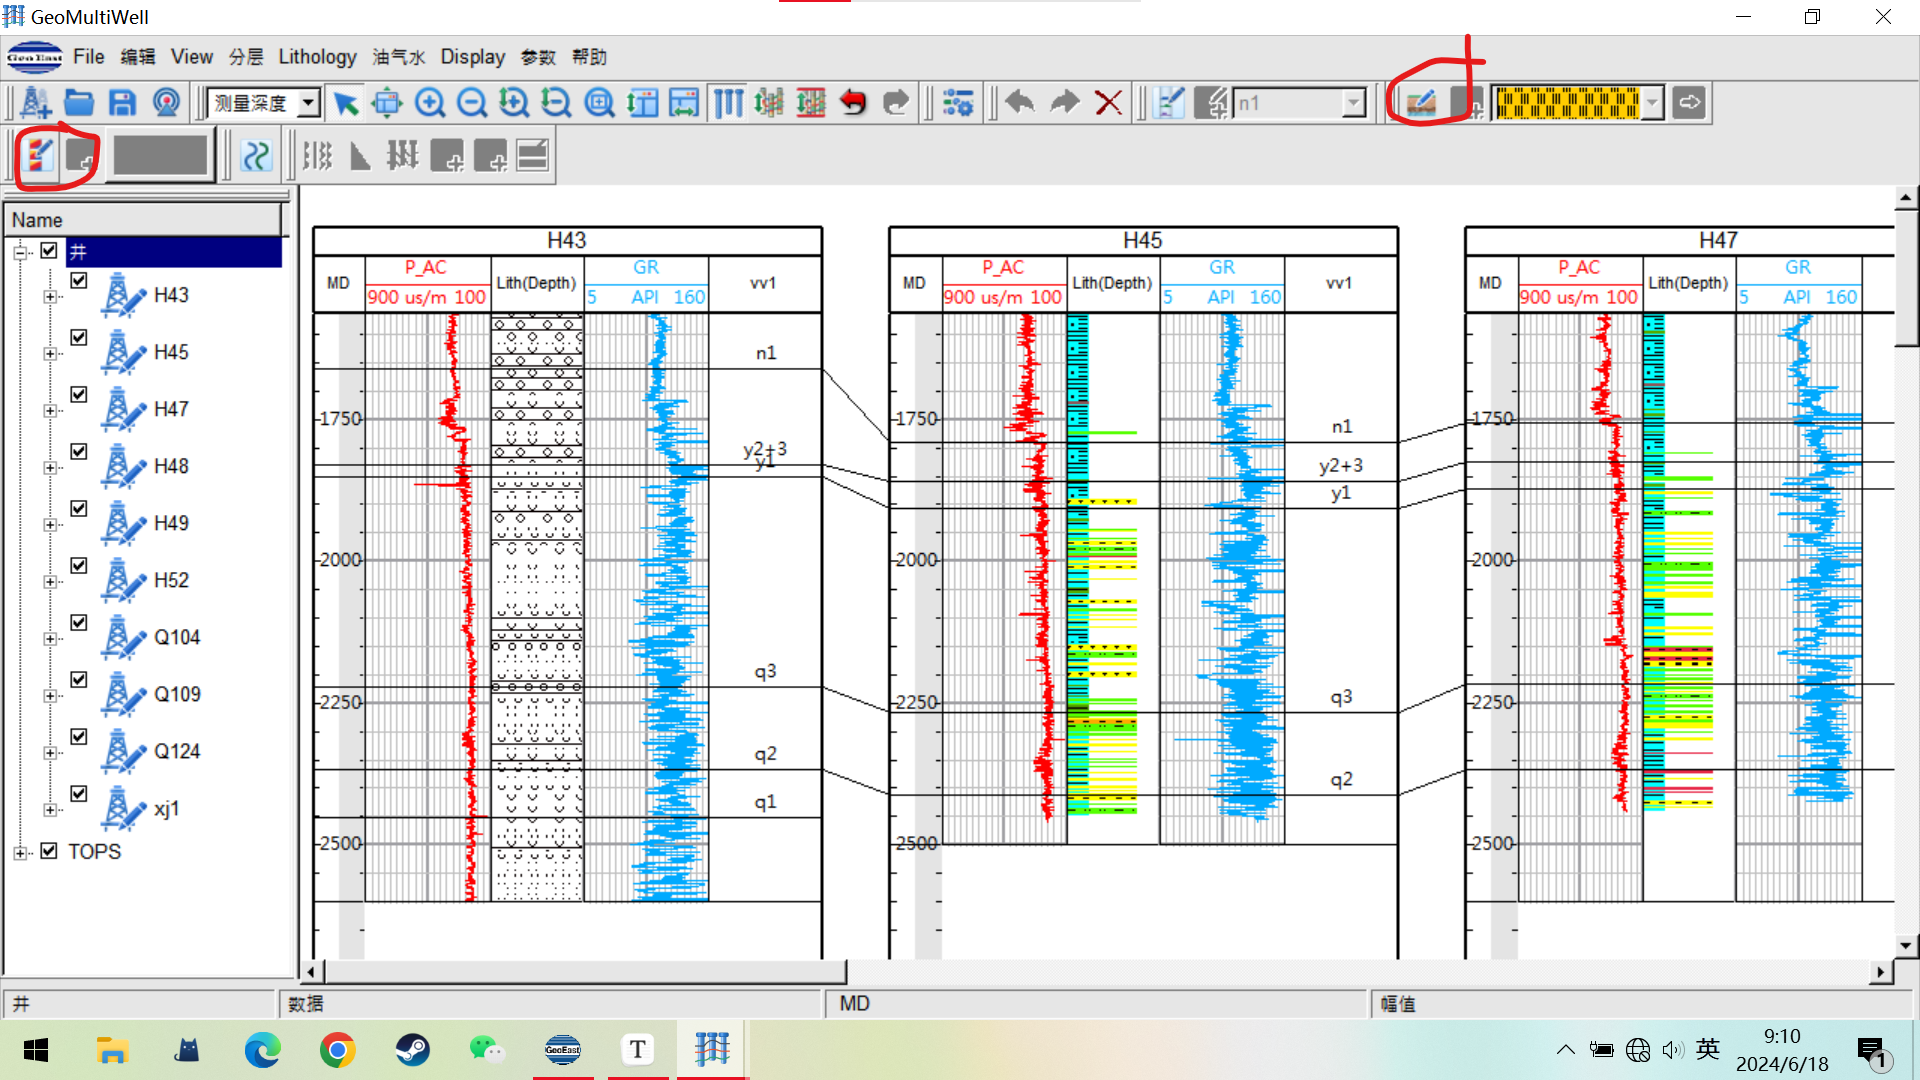 GeoMultiWell
Geo East File 编辑 View 分层 Lithology 油气水 Display 参数 帮助
测量深度 n1
Name
井
H43
H45
H47
H48
H49
H52
Q104
Q109
Q124
xj1
TOPS
H43 H45 H47
MD P_AC Lith(Depth) GR vv1 MD P_AC Lith(Depth) GR vv1 MD P_AC Lith(Depth) GR
900 us/m 100 5 API 160 900 us/m 100 5 API 160 900 us/m 100 5 API 160
n1
1750 1750 n1 1750
y2+3 y2+3
y1 y1
2000 2000 2000
q3 q3
2250 2250 2250
q2 q2
q1
2500 2500 2500
井 数据 MD 幅值
GeoEast T 英 9:10
2024/6/18 1